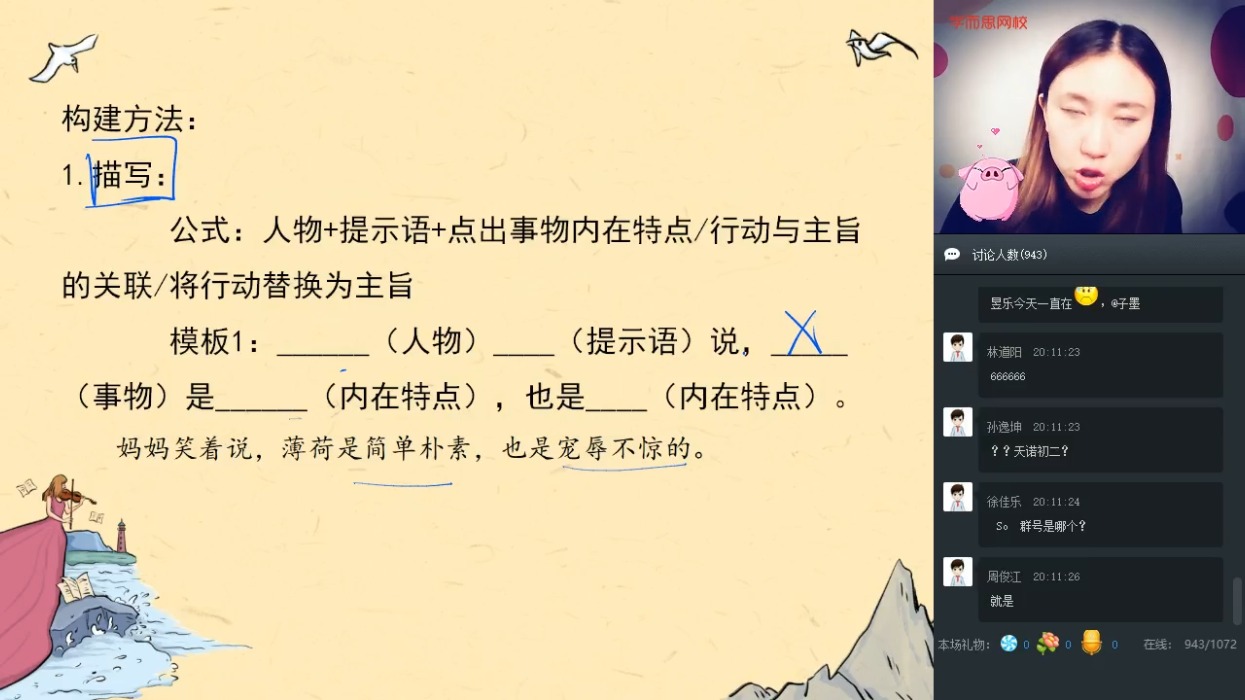 构建方法：
1.描写：
公式：人物+提示语+点出事物内在特点/行动与主旨
的关联/将行动替换为主旨
模板1：______（人物）____（提示语）说，_____
（事物）是______（内在特点），也是____（内在特点）。
妈妈笑着说，薄荷是简单朴素，也是宠辱不惊的。
学而思网校
讨论人数(943)
昱乐今天一直在，@子墨
林道阳 20:11:23
666666
孙逸坤 20:11:23
？？天诺初二？
徐佳乐 20:11:24
So 群号是哪个？
周俊江 20:11:26
就是
本场礼物： 0 0 0 在线： 943/1072